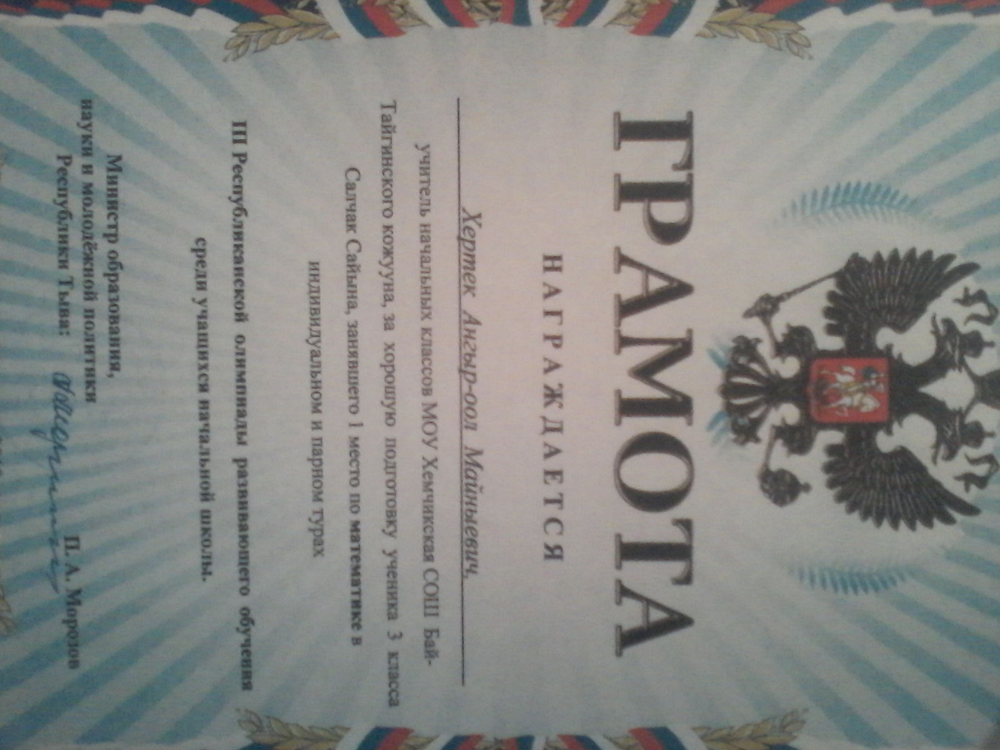 ГРАМОТА
НАГРАЖДАЕТСЯ
Хертек Ангыр-оол Майныевич,
учитель начальных классов МОУ Хемчикская СОШ Бай-
Тайгинского кожууна, за хорошую подготовку ученика 3 класса
Салчак Сайына, занявшего 1 место по математике в
индивидуальном и парном турах
III Республиканской олимпиады развивающего обучения
среди учащихся начальной школы.
Министр образования,
науки и молодёжной политики
Республики Тыва:
П. А. Морозов